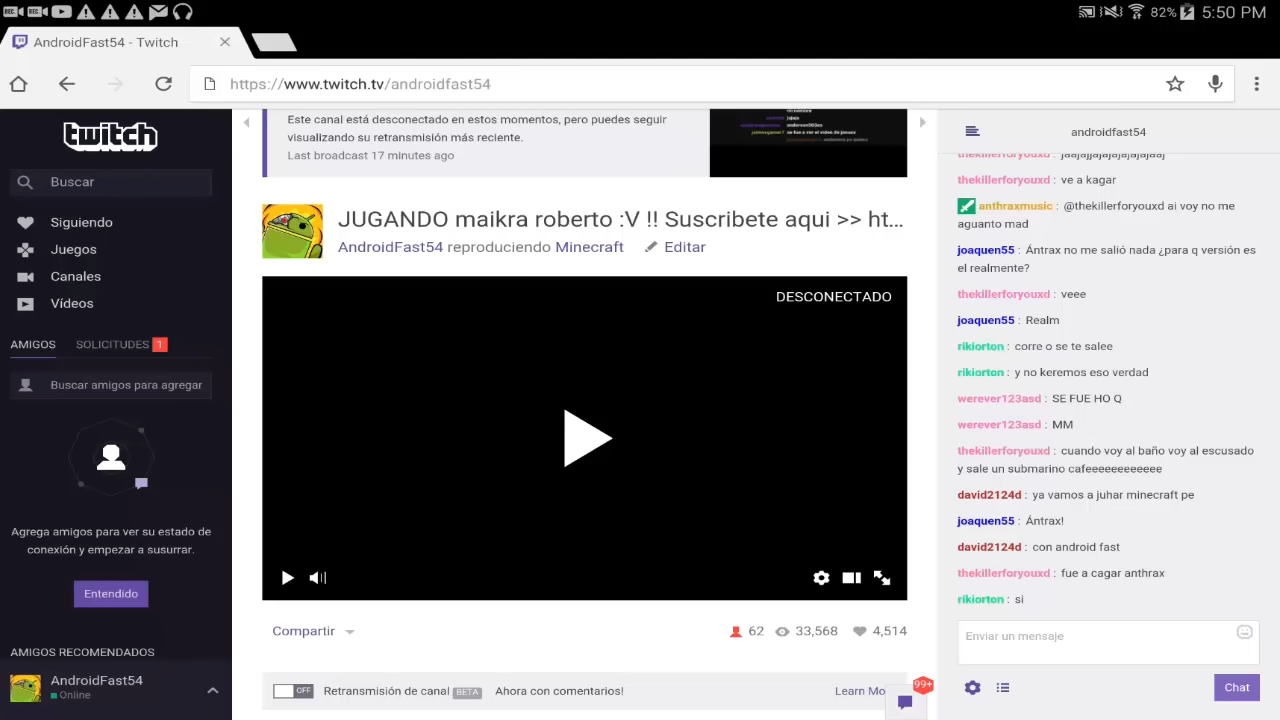 REC REC
82% 5:50 PM
AndroidFast54 - Twitch
https://www.twitch.tv/androidfast54
twitch
Buscar
Siguiendo
Juegos
Canales
Vídeos
AMIGOS SOLICITUDES 1
Buscar amigos para agregar
Agrega amigos para ver su estado de
conexión y empezar a susurrar.
Entendido
AMIGOS RECOMENDADOS
AndroidFast54
Online
Este canal está desconectado en estos momentos, pero puedes seguir
visualizando su retransmisión más reciente.
Last broadcast 17 minutes ago
JUGANDO maikra roberto :V !! Suscribete aqui >> ht...
AndroidFast54 reproduciendo Minecraft Editar
DESCONECTADO
Compartir
62 33,568 4,514
OFF Retransmisión de canal BETA Ahora con comentarios! Learn Mo
99+
androidfast54
thekillerforyouxd : jaajajjajajajajajajaaj
thekillerforyouxd : ve a kagar
anthraxmusic : @thekillerforyouxd ai voy no me
aguanto mad
joaquen55 : Ántrax no me salió nada ¿para q versión es
el realmente?
thekillerforyouxd : veee
joaquen55 : Realm
rikiorton : corre o se te salee
rikiorton : y no keremos eso verdad
werever123asd : SE FUE HO Q
werever123asd : MM
thekillerforyouxd : cuando voy al baño voy al escusado
y sale un submarino cafeeeeeeeeeeee
david2124d : ya vamos a juhar minecraft pe
joaquen55 : Ántrax!
david2124d : con android fast
thekillerforyouxd : fue a cagar anthrax
rikiorton : si
Enviar un mensaje
Chat